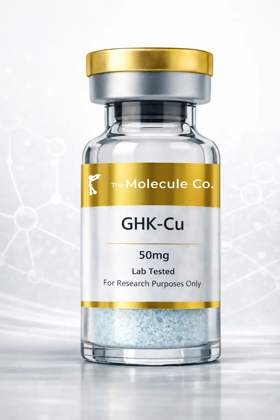 The Molecule Co.
GHK-Cu
50mg
Lab Tested
For Research Purposes Only